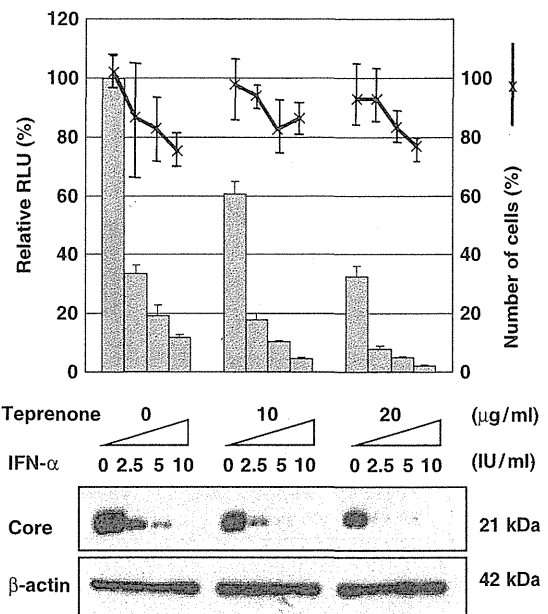 120
100
80
60
40
20
0
Relative RLU (%)
100
80
60
40
20
0
Number of cells (%)
Teprenone 0 10 20 (μg/ml)
IFN-α 0 2.5 5 10 0 2.5 5 10 0 2.5 5 10 (IU/ml)
Core 21 kDa
β-actin 42 kDa